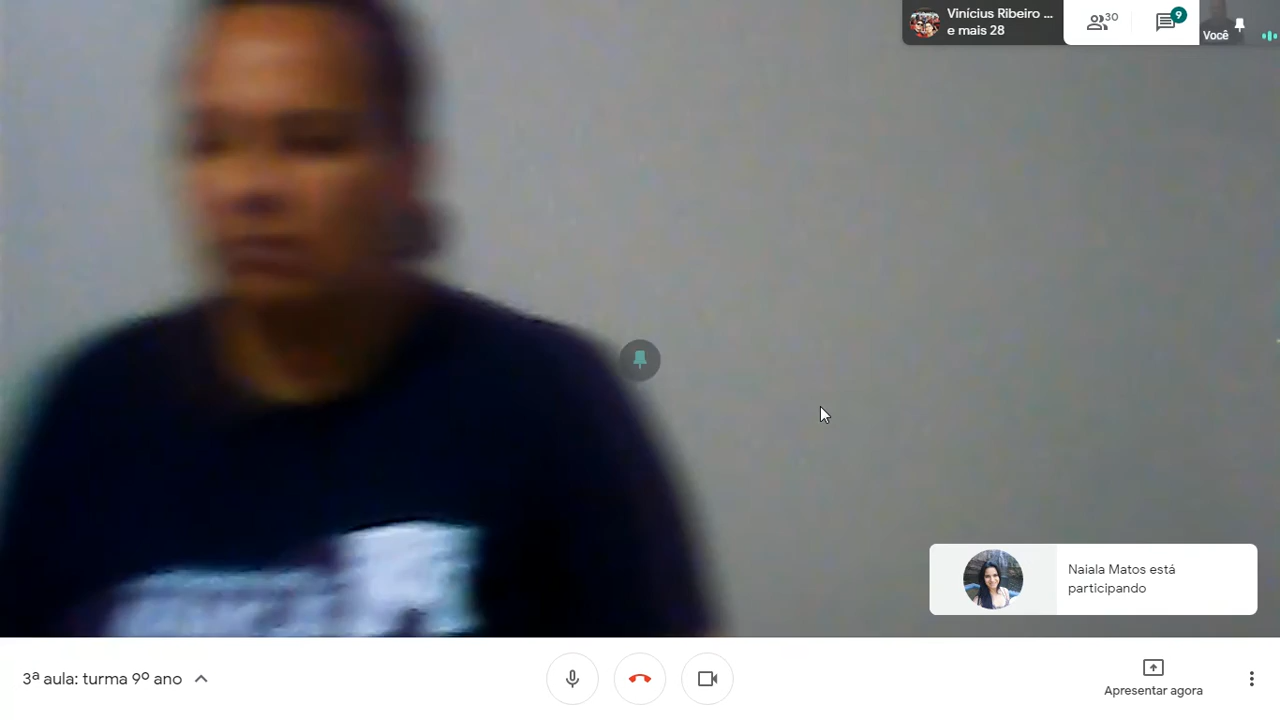 Vinícius Ribeiro ...
e mais 28
30
9
Você
Naiala Matos está
participando
3ª aula: turma 9º ano
Apresentar agora